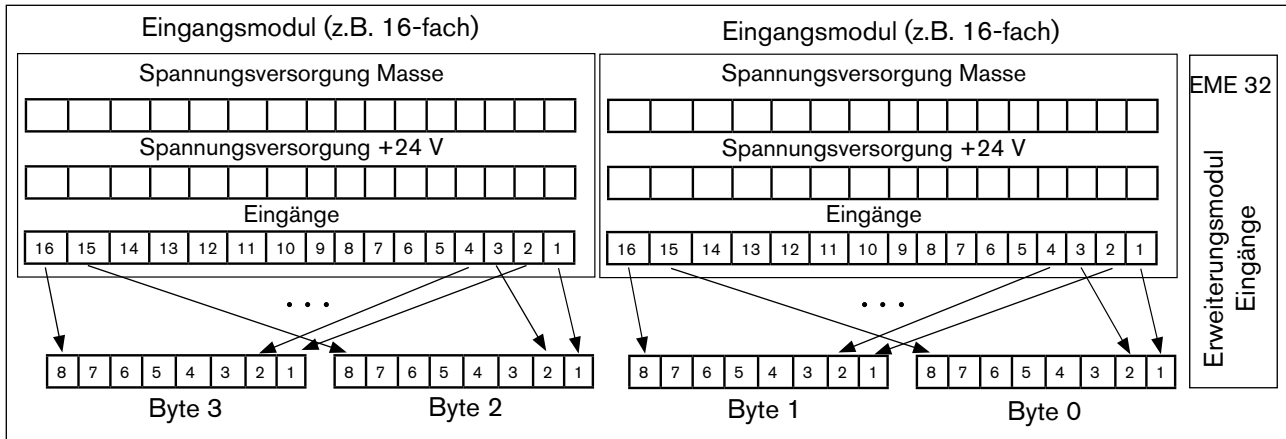 Eingangsmodul (z.B. 16-fach)
Spannungsversorgung Masse
Spannungsversorgung +24 V
Eingänge
16 15 14 13 12 11 10 9 8 7 6 5 4 3 2 1
. . .
8 7 6 5 4 3 2 1
8 7 6 5 4 3 2 1
Byte 3
Byte 2
Eingangsmodul (z.B. 16-fach)
Spannungsversorgung Masse
Spannungsversorgung +24 V
Eingänge
16 15 14 13 12 11 10 9 8 7 6 5 4 3 2 1
. . .
8 7 6 5 4 3 2 1
8 7 6 5 4 3 2 1
Byte 1
Byte 0
EME 32
Erweiterungsmodul
Eingänge